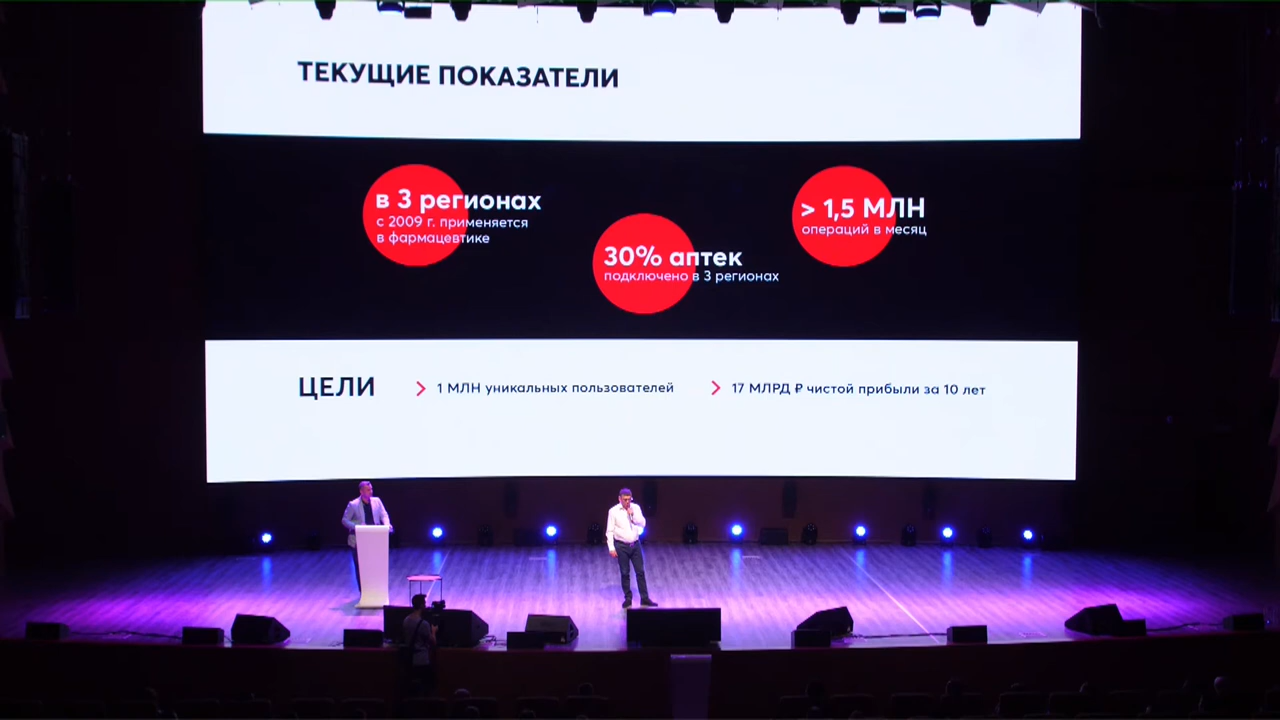 ТЕКУЩИЕ ПОКАЗАТЕЛИ
в 3 регионах
с 2009 г. применяется
в фармацевтике
30% аптек
подключено в 3 регионах
> 1,5 МЛН
операций в месяц
ЦЕЛИ
1 МЛН уникальных пользователей
17 МЛРД ₽ чистой прибыли за 10 лет